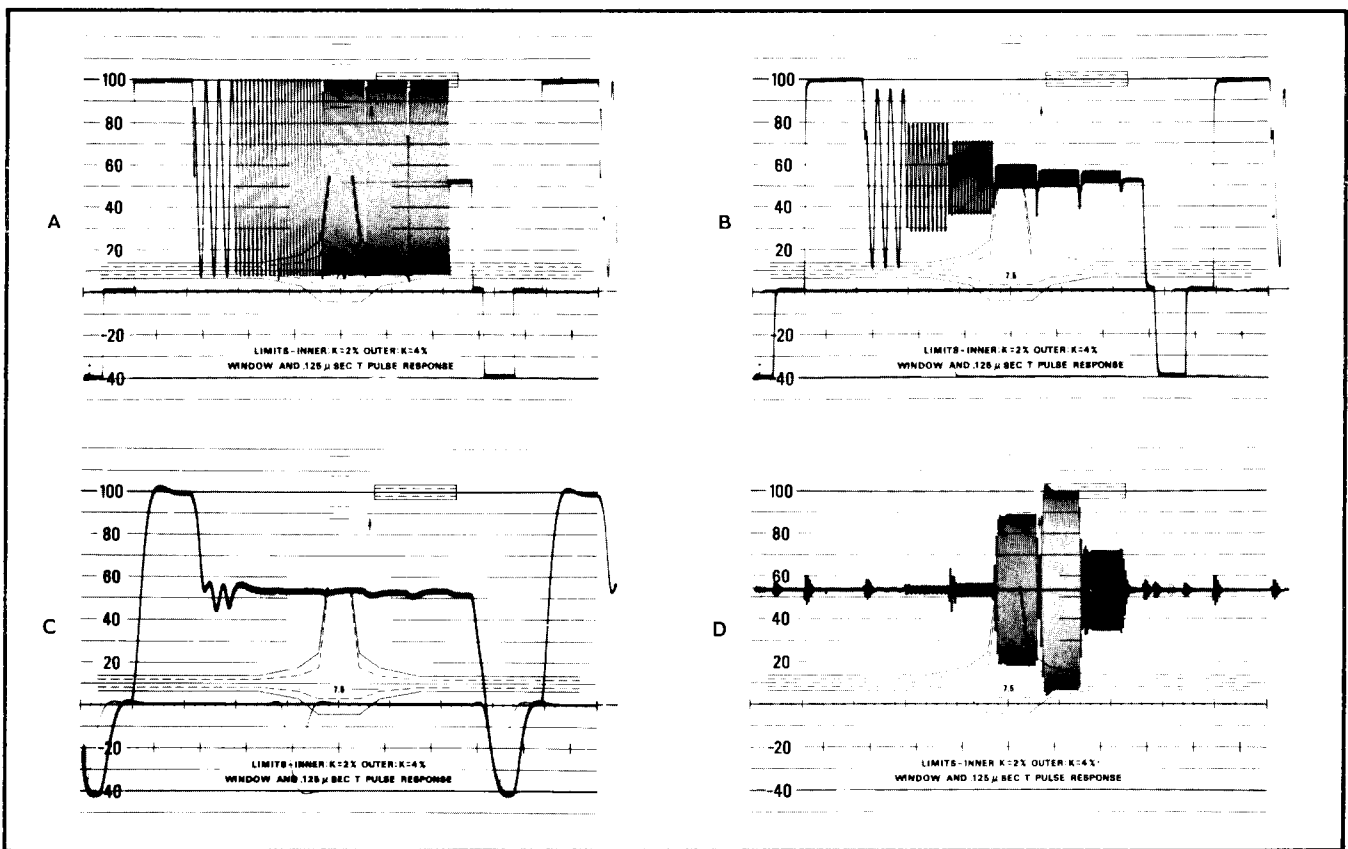 100
80
60
A
40
20
0
-20
-40
LIMITS-INNER:K=2% OUTER:K=4%
WINDOW AND .125 μ SEC T PULSE RESPONSE
100
80
60
B
40
20
7.5
0
-20
-40
LIMITS-INNER:K=2% OUTER:K=4%
WINDOW AND .125 μ SEC T PULSE RESPONSE
100
80
60
C
40
20
7.5
0
-20
-40
LIMITS-INNER:K=2% OUTER:K=4%
WINDOW AND .125 μ SEC T PULSE RESPONSE
100
80
60
D
40
20
7.5
0
-20
-40
LIMITS-INNER:K=2% OUTER:K=4%
WINDOW AND .125 μ SEC T PULSE RESPONSE